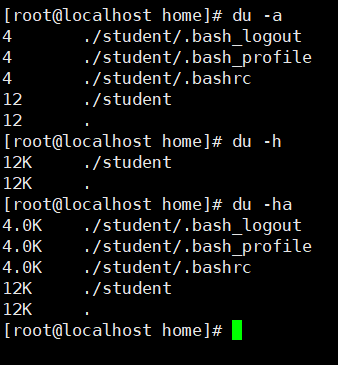 [root@localhost home]# du -a
4 ./student/.bash_logout
4 ./student/.bash_profile
4 ./student/.bashrc
12 ./student
12 .
[root@localhost home]# du -h
12K ./student
12K .
[root@localhost home]# du -ha
4.0K ./student/.bash_logout
4.0K ./student/.bash_profile
4.0K ./student/.bashrc
12K ./student
12K .
[root@localhost home]#